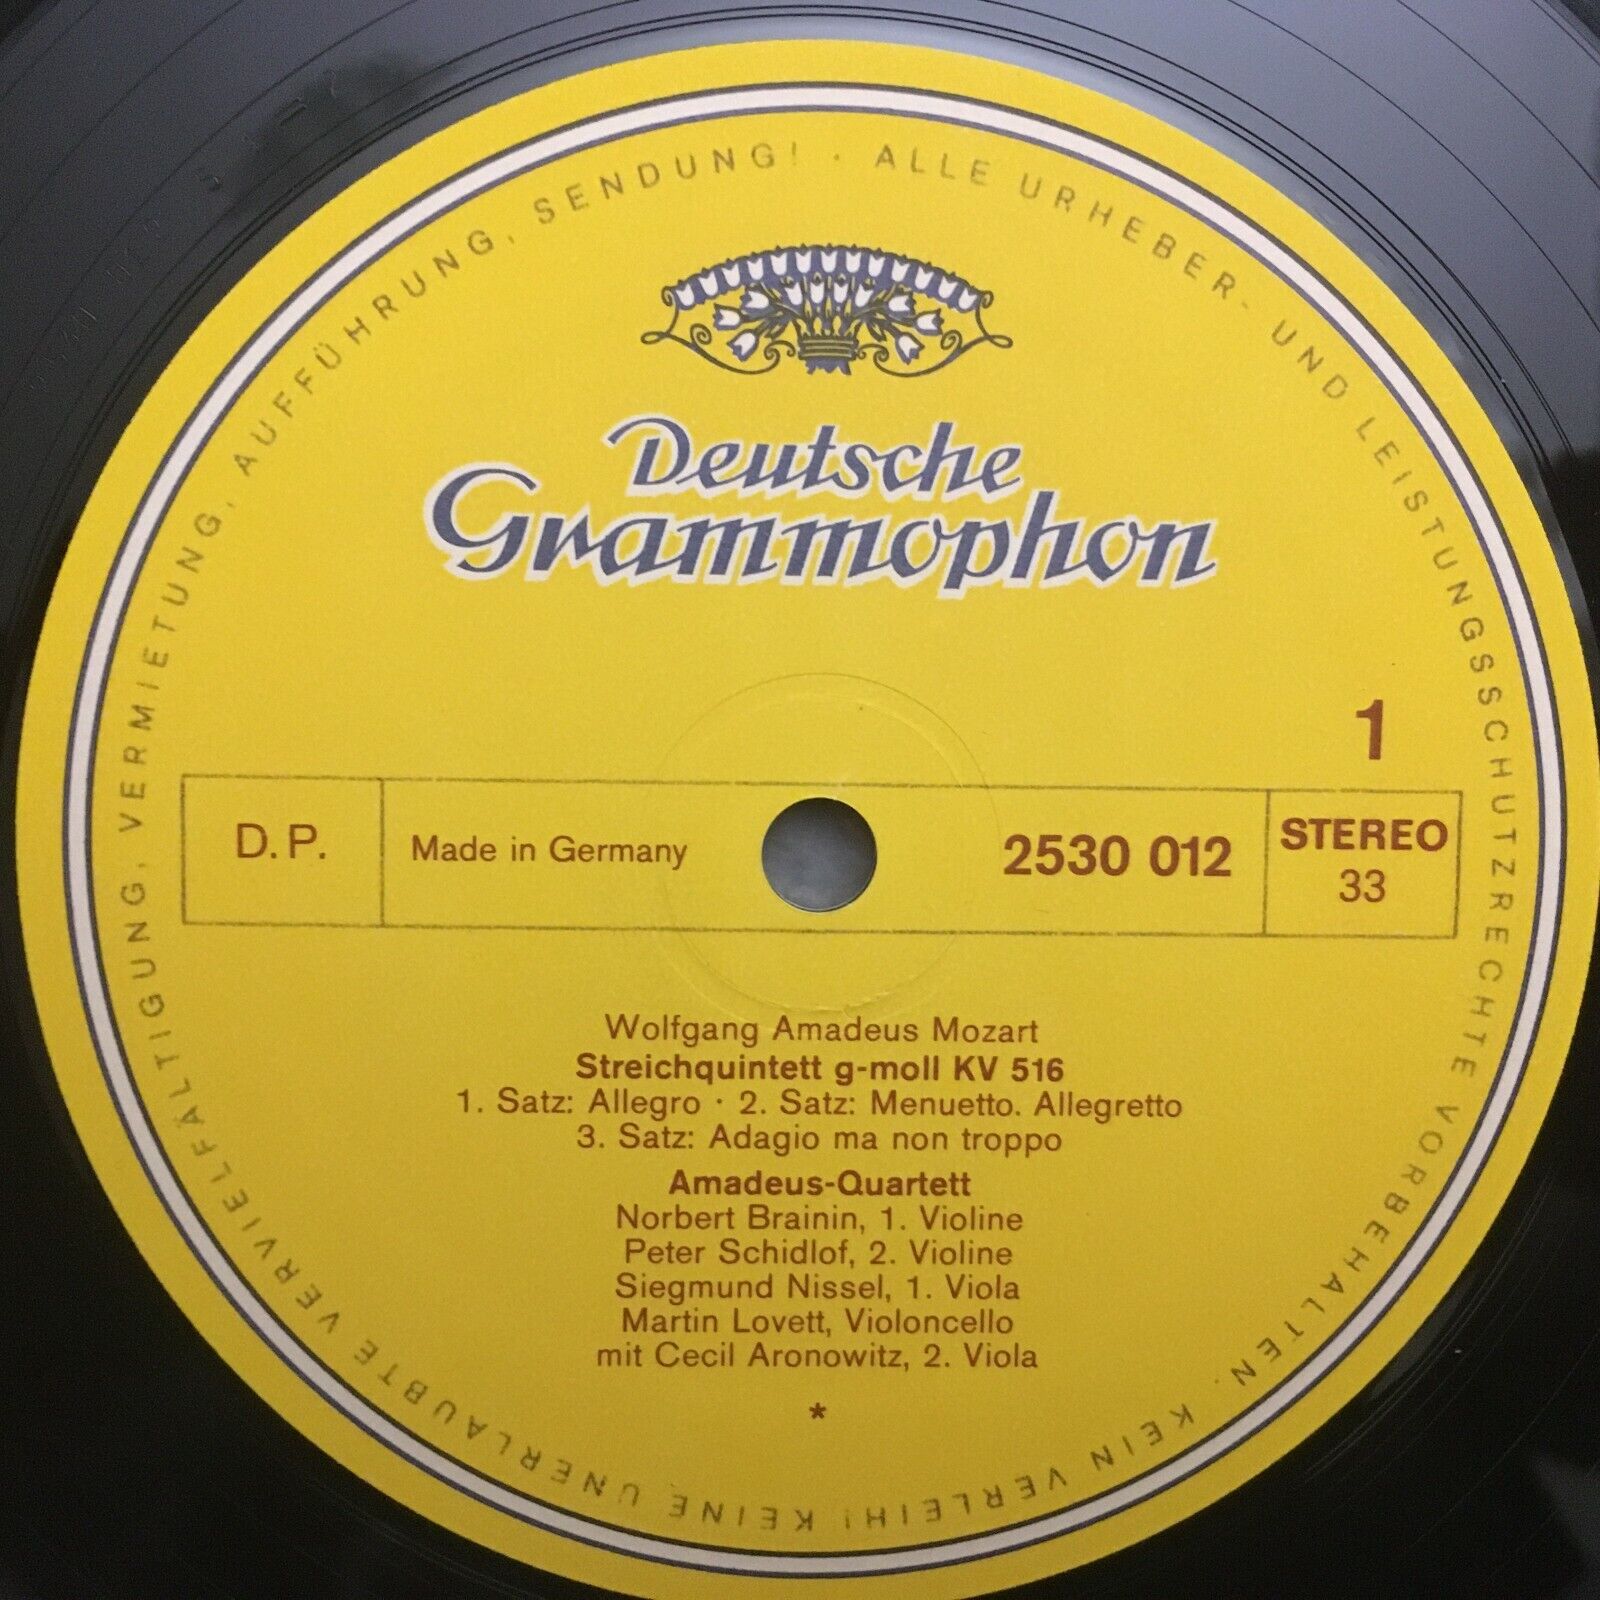 ALLE URHEBER- UND LEISTUNGSSCHUTZRECHTE VORBEHALTEN. KEIN VERLEIH! KEINE UNERLAUBTE VERVIELFÄLTIGUNG, VERMIETUNG, AUFFÜHRUNG, SENDUNG! ·
Deutsche
Grammophon
1
D.P.
Made in Germany
2530 012
STEREO
33
Wolfgang Amadeus Mozart
Streichquintett g-moll KV 516
1. Satz: Allegro · 2. Satz: Menuetto. Allegretto
3. Satz: Adagio ma non troppo
Amadeus-Quartett
Norbert Brainin, 1. Violine
Peter Schidlof, 2. Violine
Siegmund Nissel, 1. Viola
Martin Lovett, Violoncello
mit Cecil Aronowitz, 2. Viola
*